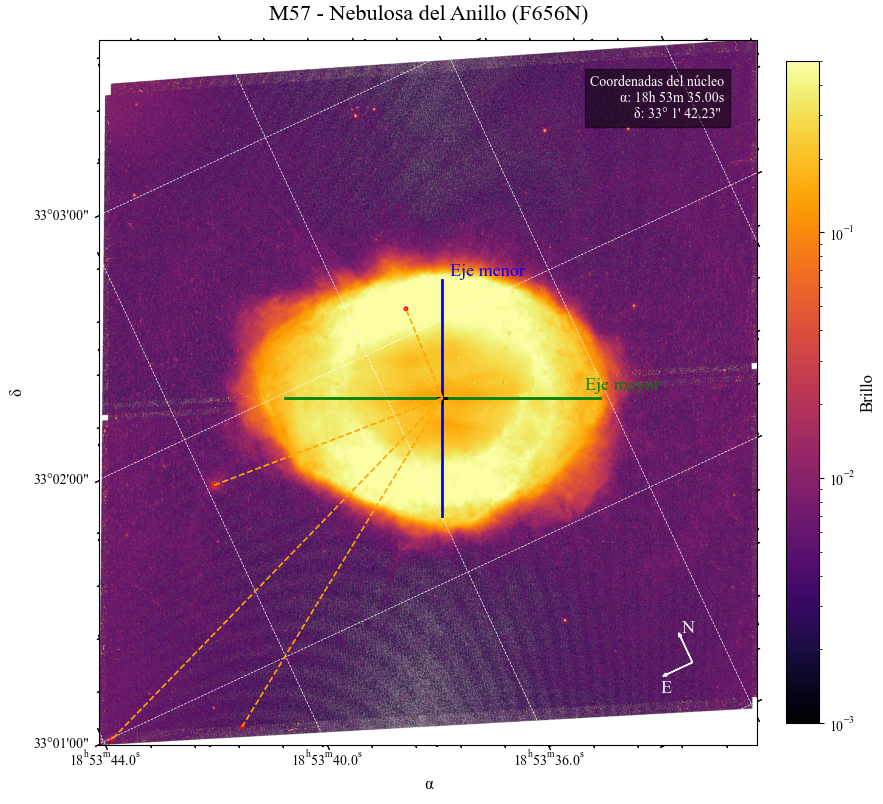 M57 - Nebulosa del Anillo (F656N)
Coordenadas del núcleo
α: 18h 53m 35.00s
δ: 33° 1' 42.23"
33°03'00"
10⁻¹
Eje menor
Eje mayor
δ
Brillo
33°02'00"
10⁻²
N
E
33°01'00"
10⁻³
18ʰ53ᵐ44.0ˢ
18ʰ53ᵐ40.0ˢ
18ʰ53ᵐ36.0ˢ
α